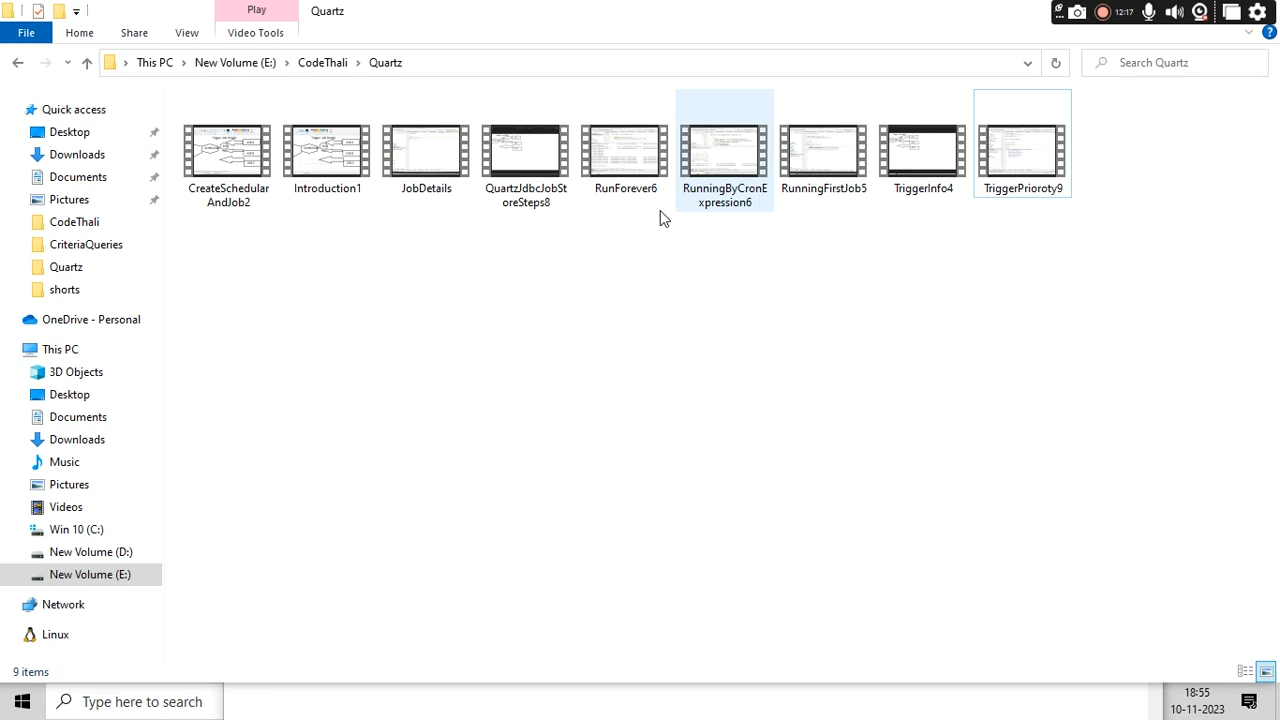 Play
Quartz
12:17
File
Home
Share
View
Video Tools
This PC
New Volume (E:)
CodeThali
Quartz
Search Quartz
Quick access
Desktop
Downloads
Documents
Pictures
CodeThali
CriteriaQueries
Quartz
shorts
OneDrive - Personal
This PC
3D Objects
Desktop
Documents
Downloads
Music
Pictures
Videos
Win 10 (C:)
New Volume (D:)
New Volume (E:)
Network
Linux
CreateSchedular
AndJob2
Introduction1
JobDetails
QuartzJdbcJobSt
oreSteps8
RunForever6
RunningByCronE
xpression6
RunningFirstJob5
TriggerInfo4
TriggerPrioroty9
9 items
Type here to search
18:55
10-11-2023